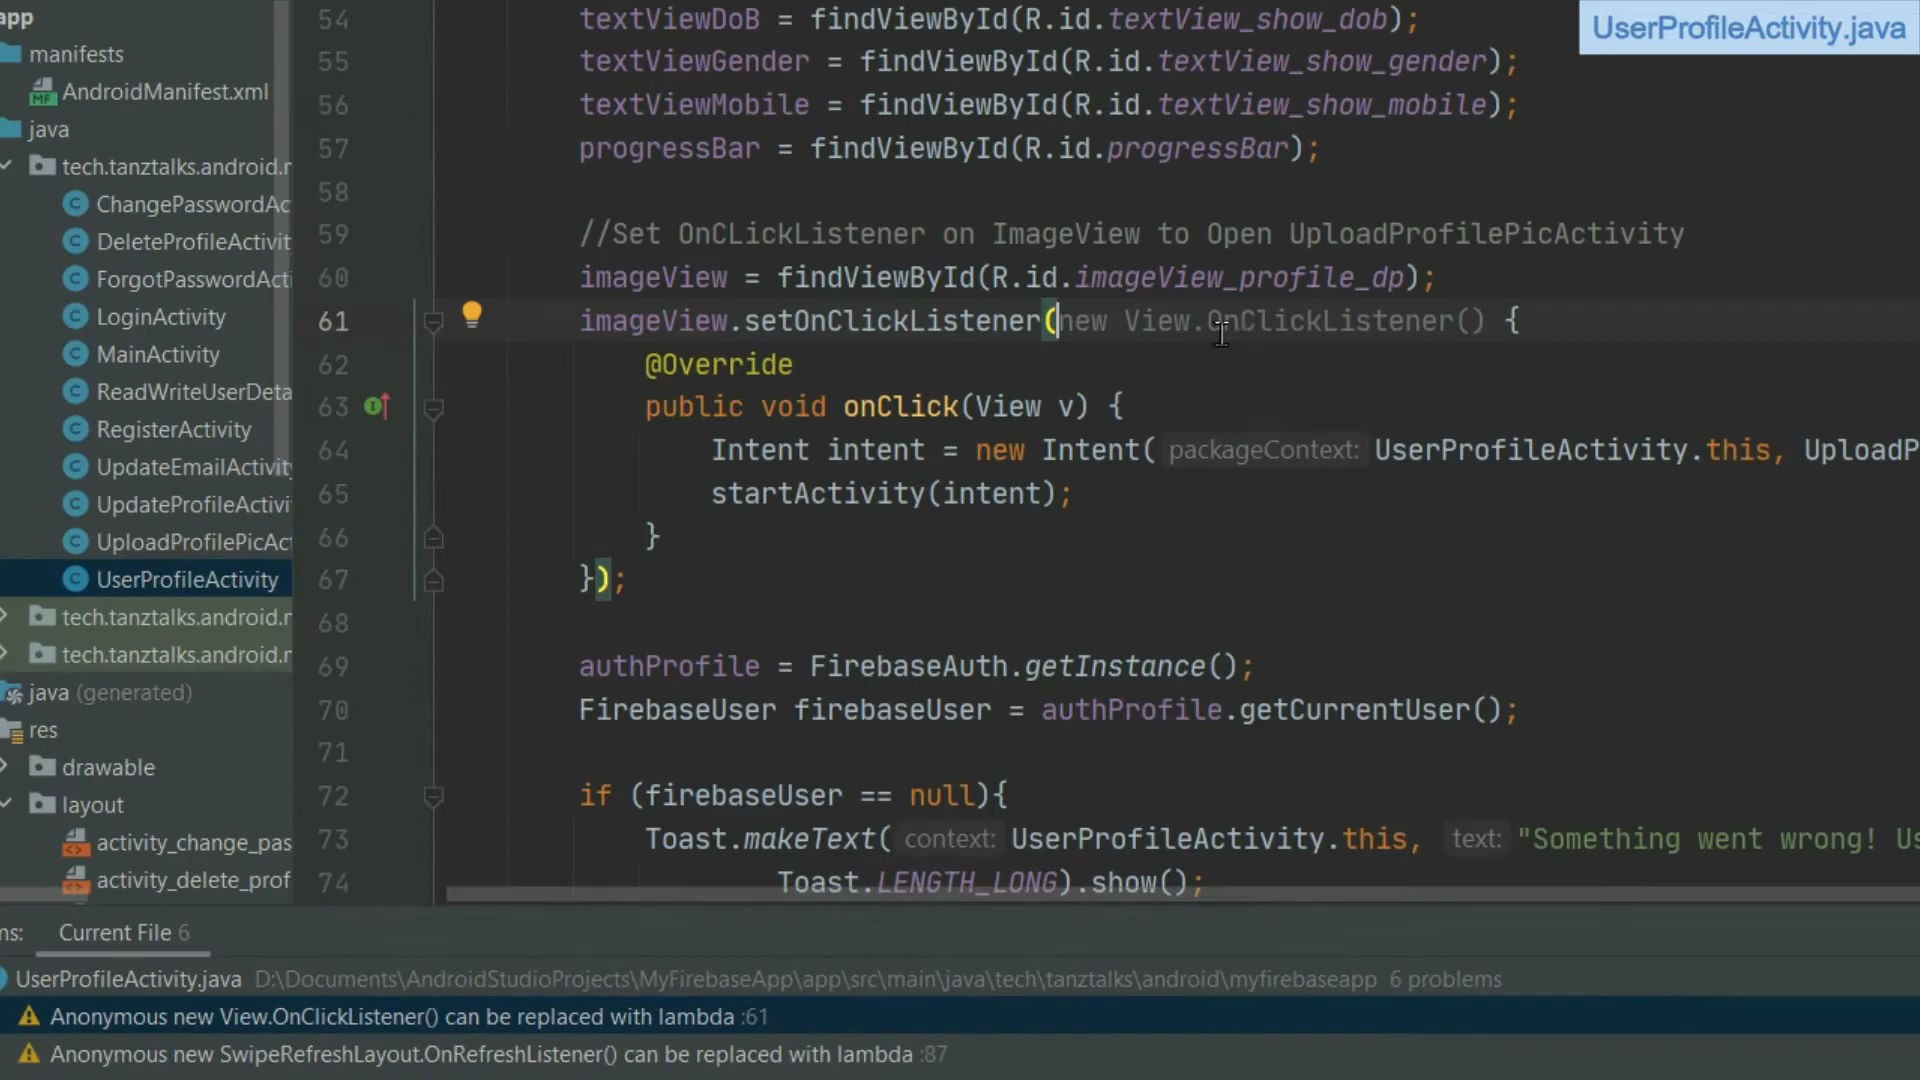 app
manifests
AndroidManifest.xml
java
tech.tanztalks.android.r
ChangePasswordAc
DeleteProfileActivit
ForgotPasswordActi
LoginActivity
MainActivity
ReadWriteUserDeta
RegisterActivity
UpdateEmailActivity
UpdateProfileActivi
UploadProfilePicAct
UserProfileActivity
tech.tanztalks.android.r
tech.tanztalks.android.r
java (generated)
res
drawable
layout
activity_change_pas
activity_delete_prof
UserProfileActivity.java
54 textViewDoB = findViewById(R.id.textView_show_dob);
55 textViewGender = findViewById(R.id.textView_show_gender);
56 textViewMobile = findViewById(R.id.textView_show_mobile);
57 progressBar = findViewById(R.id.progressBar);
58
59 //Set OnCLickListener on ImageView to Open UploadProfilePicActivity
60 imageView = findViewById(R.id.imageView_profile_dp);
61 imageView.setOnClickListener(new View.OnClickListener() {
62 @Override
63 public void onClick(View v) {
64 Intent intent = new Intent( packageContext: UserProfileActivity.this, UploadP
65 startActivity(intent);
66 }
67 });
68
69 authProfile = FirebaseAuth.getInstance();
70 FirebaseUser firebaseUser = authProfile.getCurrentUser();
71
72 if (firebaseUser == null){
73 Toast.makeText( context: UserProfileActivity.this, text: "Something went wrong! Us
74 Toast.LENGTH_LONG).show();
ns: Current File 6
UserProfileActivity.java D:\Documents\AndroidStudioProjects\MyFirebaseApp\app\src\main\java\tech\tanztalks\android\myfirebaseapp 6 problems
Anonymous new View.OnClickListener() can be replaced with lambda :61
Anonymous new SwipeRefreshLayout.OnRefreshListener() can be replaced with lambda :87